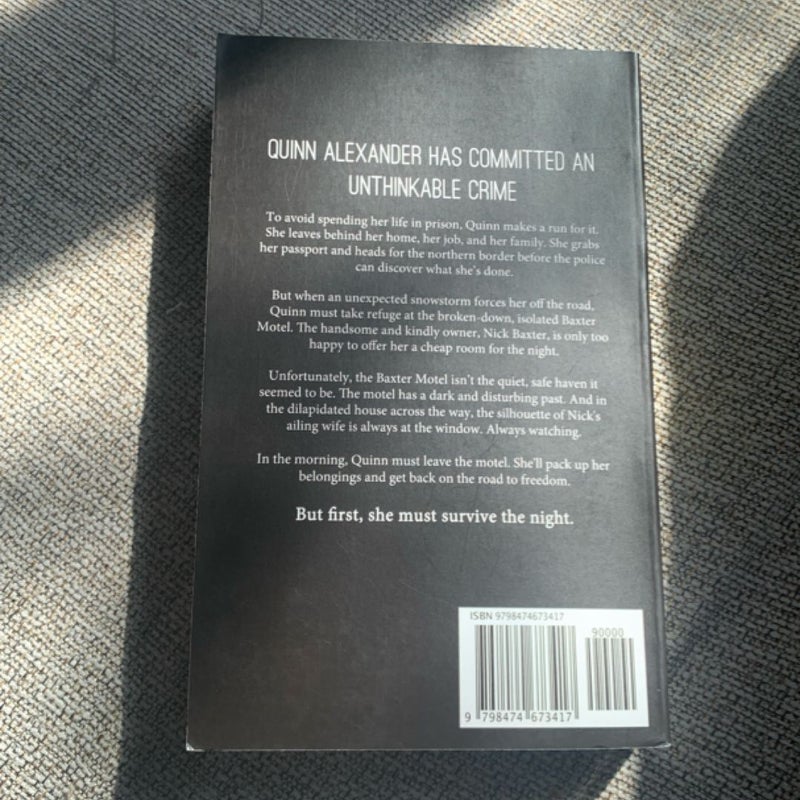 QUINN ALEXANDER HAS COMMITTED AN
UNTHINKABLE CRIME
To avoid spending her life in prison, Quinn makes a run for it.
She leaves behind her home, her job, and her family. She grabs
her passport and heads for the northern border before the police
can discover what she's done.
But when an unexpected snowstorm forces her off the road,
Quinn must take refuge at the broken-down, isolated Baxter
Motel. The handsome and kindly owner, Nick Baxter, is only too
happy to offer her a cheap room for the night.
Unfortunately, the Baxter Motel isn't the quiet, safe haven it
seemed to be. The motel has a dark and disturbing past. And in
the dilapidated house across the way, the silhouette of Nick's
ailing wife is always at the window. Always watching.
In the morning, Quinn must leave the motel. She'll pack up her
belongings and get back on the road to freedom.
But first, she must survive the night.
ISBN 9798474673417
90000
9 798474 673417